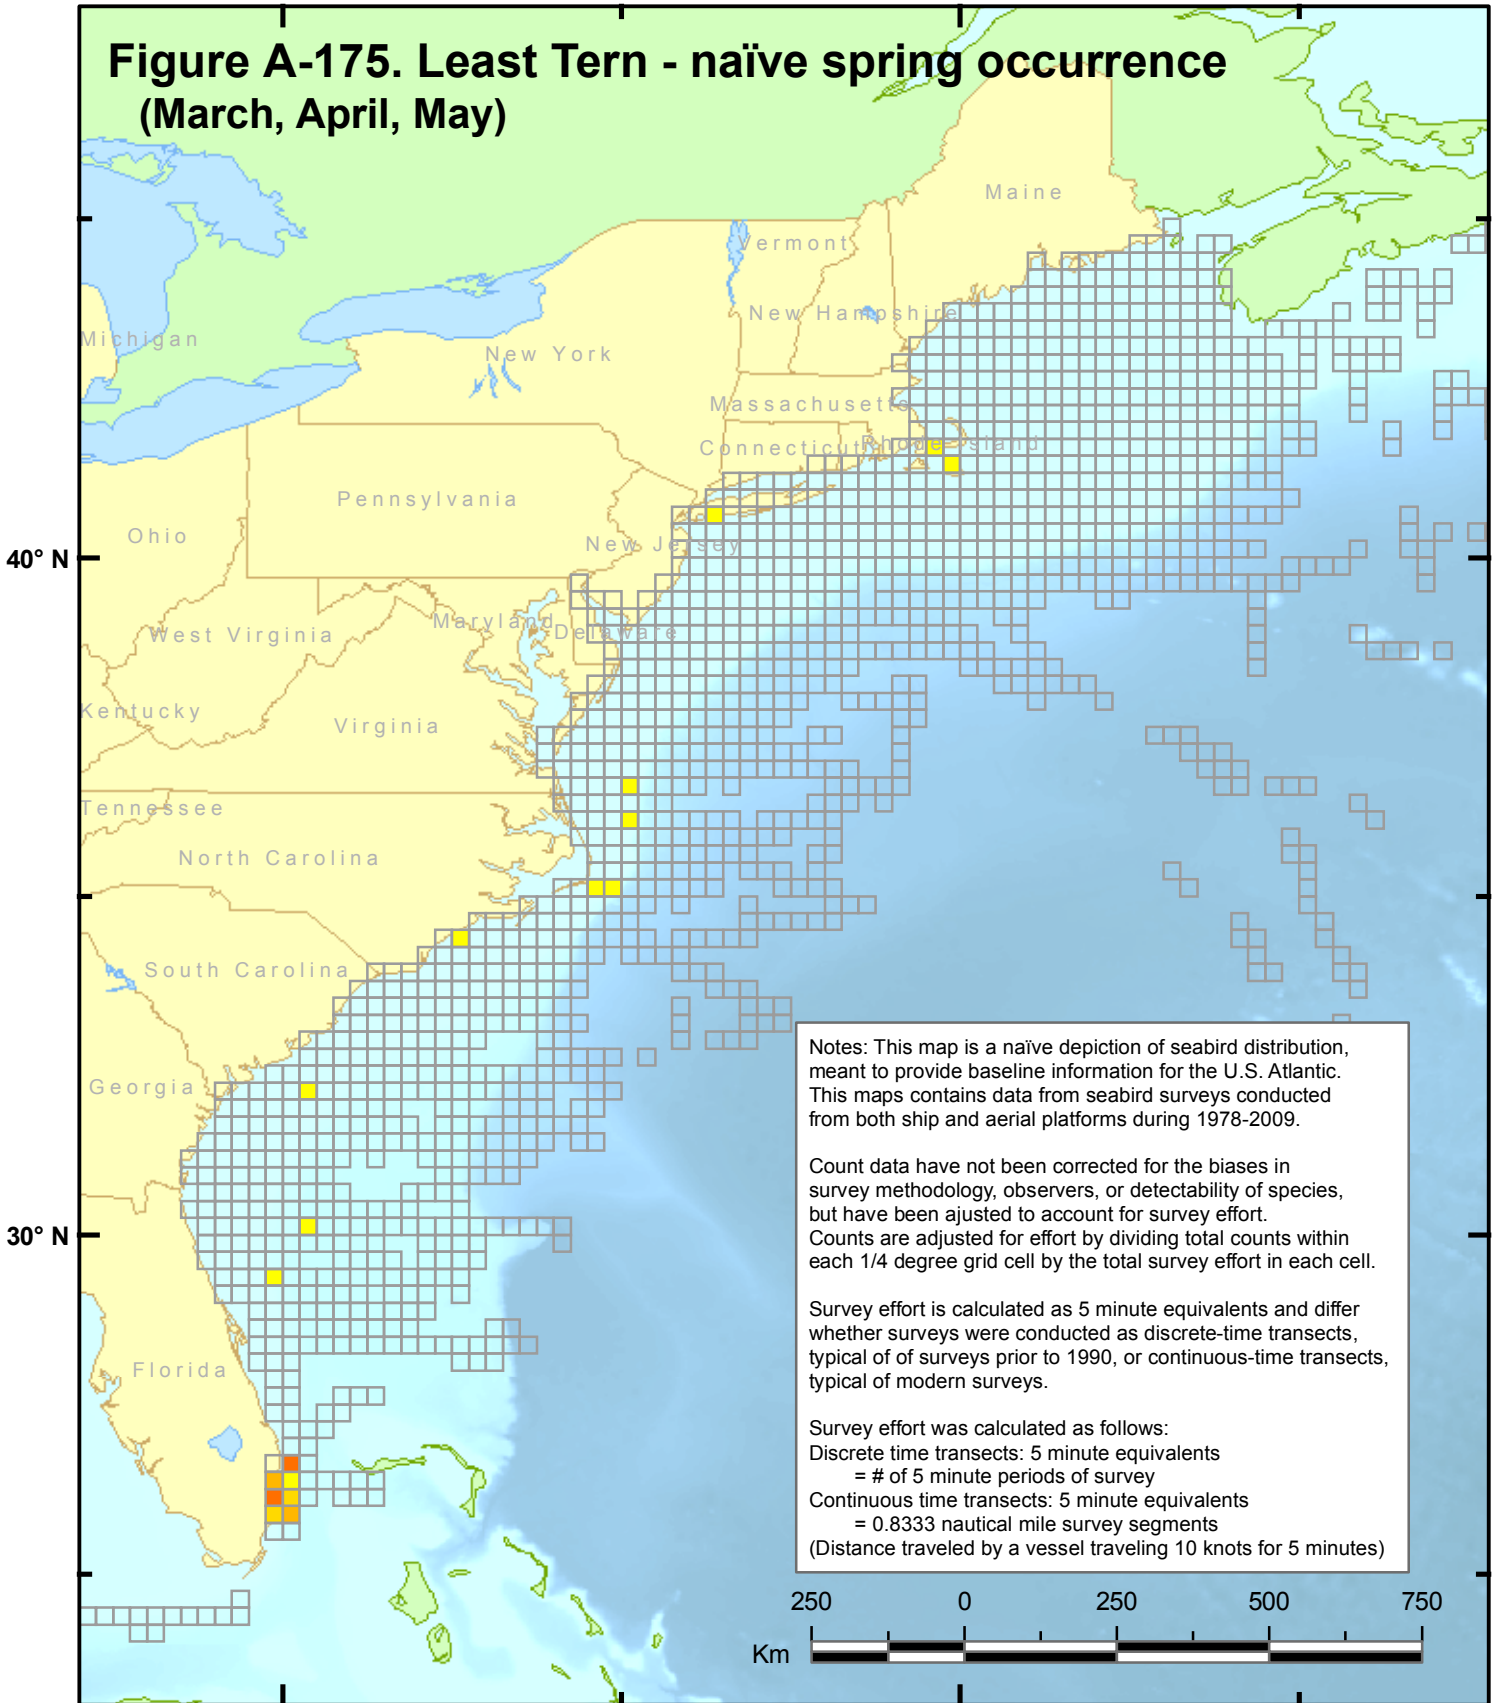 Figure A-175. Least Tern - naïve spring occurrence
(March, April, May)
Maine
Vermont
New Hampshire
Michigan
New York
Massachusetts
Connecticut
Rhode Island
Pennsylvania
Ohio
New Jersey
40° N
West Virginia
Maryland
Delaware
Kentucky
Virginia
Tennessee
North Carolina
South Carolina
Georgia
30° N
Florida
Notes: This map is a naïve depiction of seabird distribution,
meant to provide baseline information for the U.S. Atlantic.
This maps contains data from seabird surveys conducted
from both ship and aerial platforms during 1978-2009.
Count data have not been corrected for the biases in
survey methodology, observers, or detectability of species,
but have been ajusted to account for survey effort.
Counts are adjusted for effort by dividing total counts within
each 1/4 degree grid cell by the total survey effort in each cell.
Survey effort is calculated as 5 minute equivalents and differ
whether surveys were conducted as discrete-time transects,
typical of of surveys prior to 1990, or continuous-time transects,
typical of modern surveys.
Survey effort was calculated as follows:
Discrete time transects: 5 minute equivalents
= # of 5 minute periods of survey
Continuous time transects: 5 minute equivalents
= 0.8333 nautical mile survey segments
(Distance traveled by a vessel traveling 10 knots for 5 minutes)
250 0 250 500 750
Km